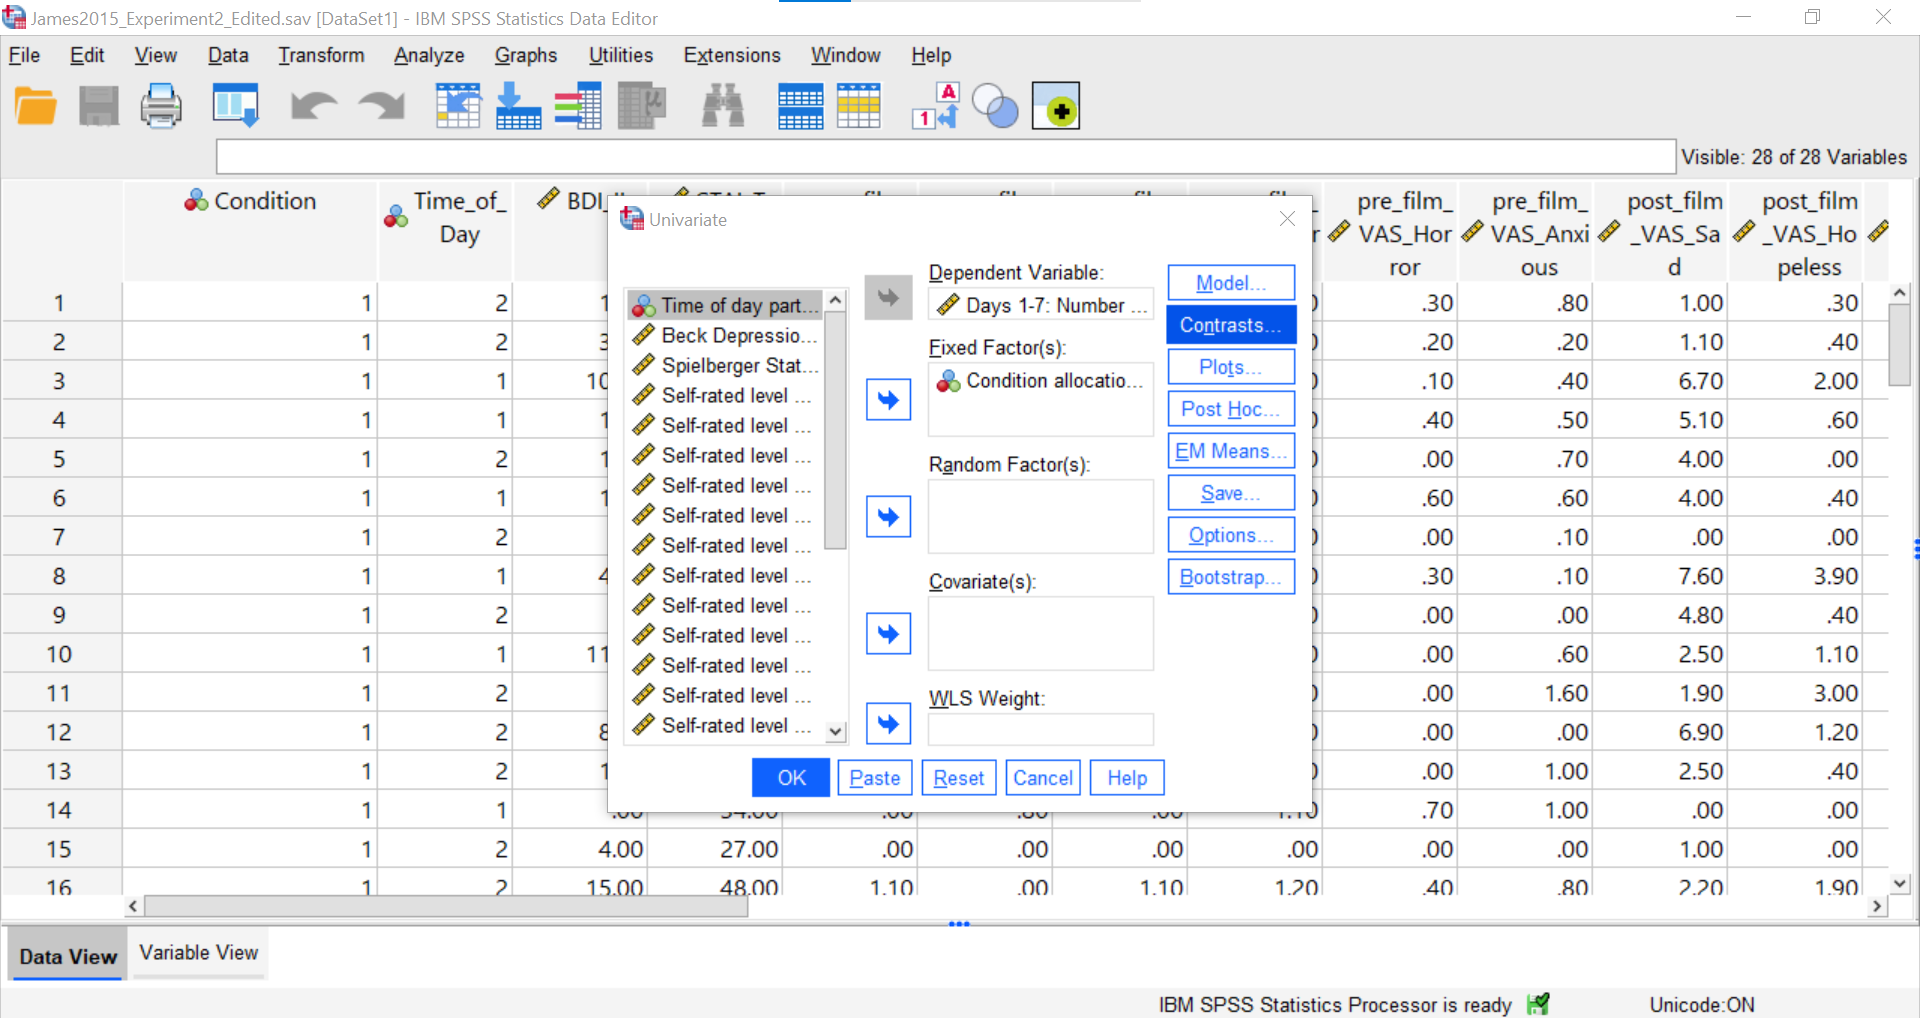 James2015_Experiment2_Edited.sav [DataSet1] - IBM SPSS Statistics Data Editor
File Edit View Data Transform Analyze Graphs Utilities Extensions Window Help
A
1
µ
Visible: 28 of 28 Variables
Condition Time_of_Day BDI_ pre_film_VAS_Horror pre_film_VAS_Anxious post_film_VAS_Sad post_film_VAS_Hopeless
1 1 2 1 .30 .80 1.00 .30
2 1 2 3 .20 .20 1.10 .40
3 1 1 10 .10 .40 6.70 2.00
4 1 1 1 .40 .50 5.10 .60
5 1 2 1 .00 .70 4.00 .00
6 1 1 1 .60 .60 4.00 .40
7 1 2 .00 .10 .00 .00
8 1 1 4 .30 .10 7.60 3.90
9 1 2 .00 .00 4.80 .40
10 1 1 11 .00 .60 2.50 1.10
11 1 2 .00 1.60 1.90 3.00
12 1 2 8 .00 .00 6.90 1.20
13 1 2 1 .00 1.00 2.50 .40
14 1 1 .00 34.00 .00 .80 .00 1.10 .70 1.00 .00 .00
15 1 2 4.00 27.00 .00 .00 .00 .00 .00 .00 1.00 .00
16 1 2 15.00 48.00 1.10 .00 1.10 1.20 .40 .80 2.20 1.90
Univariate
Time of day part...
Beck Depressio...
Spielberger Stat...
Self-rated level ...
Self-rated level ...
Self-rated level ...
Self-rated level ...
Self-rated level ...
Self-rated level ...
Self-rated level ...
Self-rated level ...
Self-rated level ...
Self-rated level ...
Self-rated level ...
Self-rated level ...
Dependent Variable:
Days 1-7: Number ...
Fixed Factor(s):
Condition allocatio...
Random Factor(s):
Covariate(s):
WLS Weight:
Model...
Contrasts...
Plots...
Post Hoc...
EM Means...
Save...
Options...
Bootstrap...
OK Paste Reset Cancel Help
Data View Variable View
IBM SPSS Statistics Processor is ready Unicode:ON